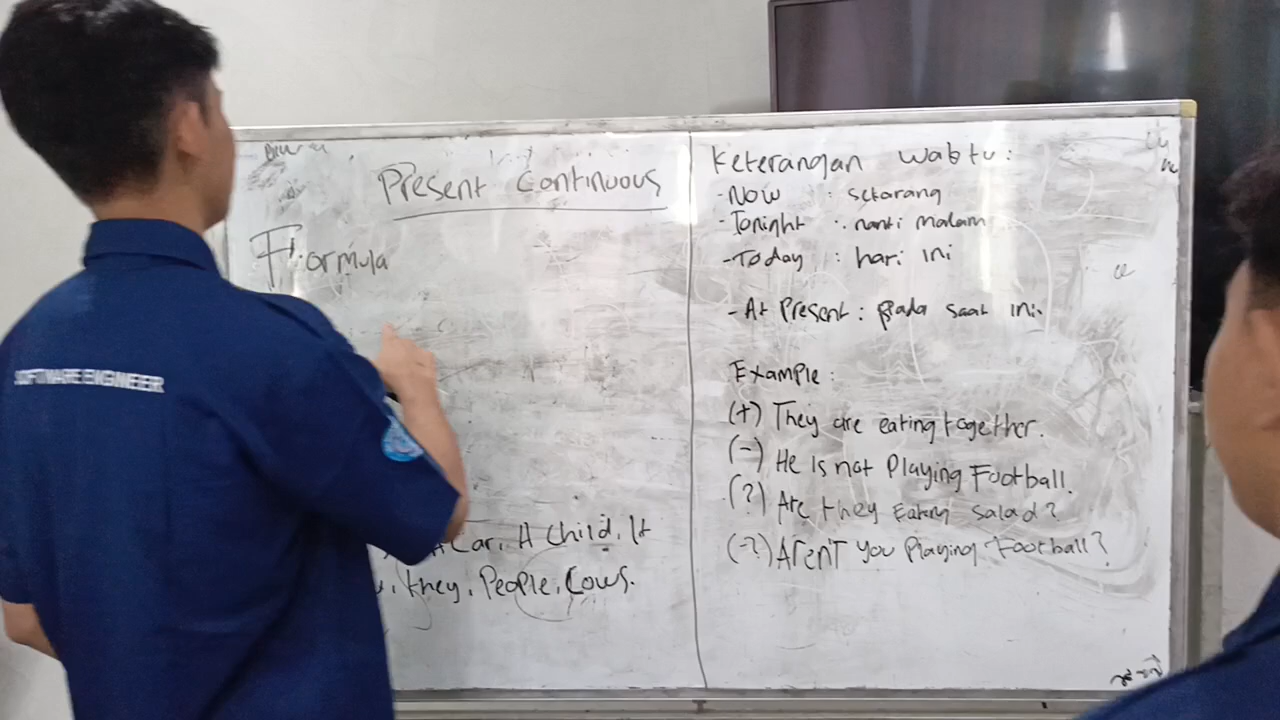 Present Continuous
Formula
A Car, A Child, It
they, People, Cows.
Keterangan waktu:
- Now : sekarang
- Tonight : nanti malam
- Today : hari ini
- At Present : pada saat ini.
Example:
(+) They are eating together.
(-) He Is not Playing Football.
(?) Are they Eating salad?
(-?) AREN'T you Playing Football?
SOFTWARE ENGINEER